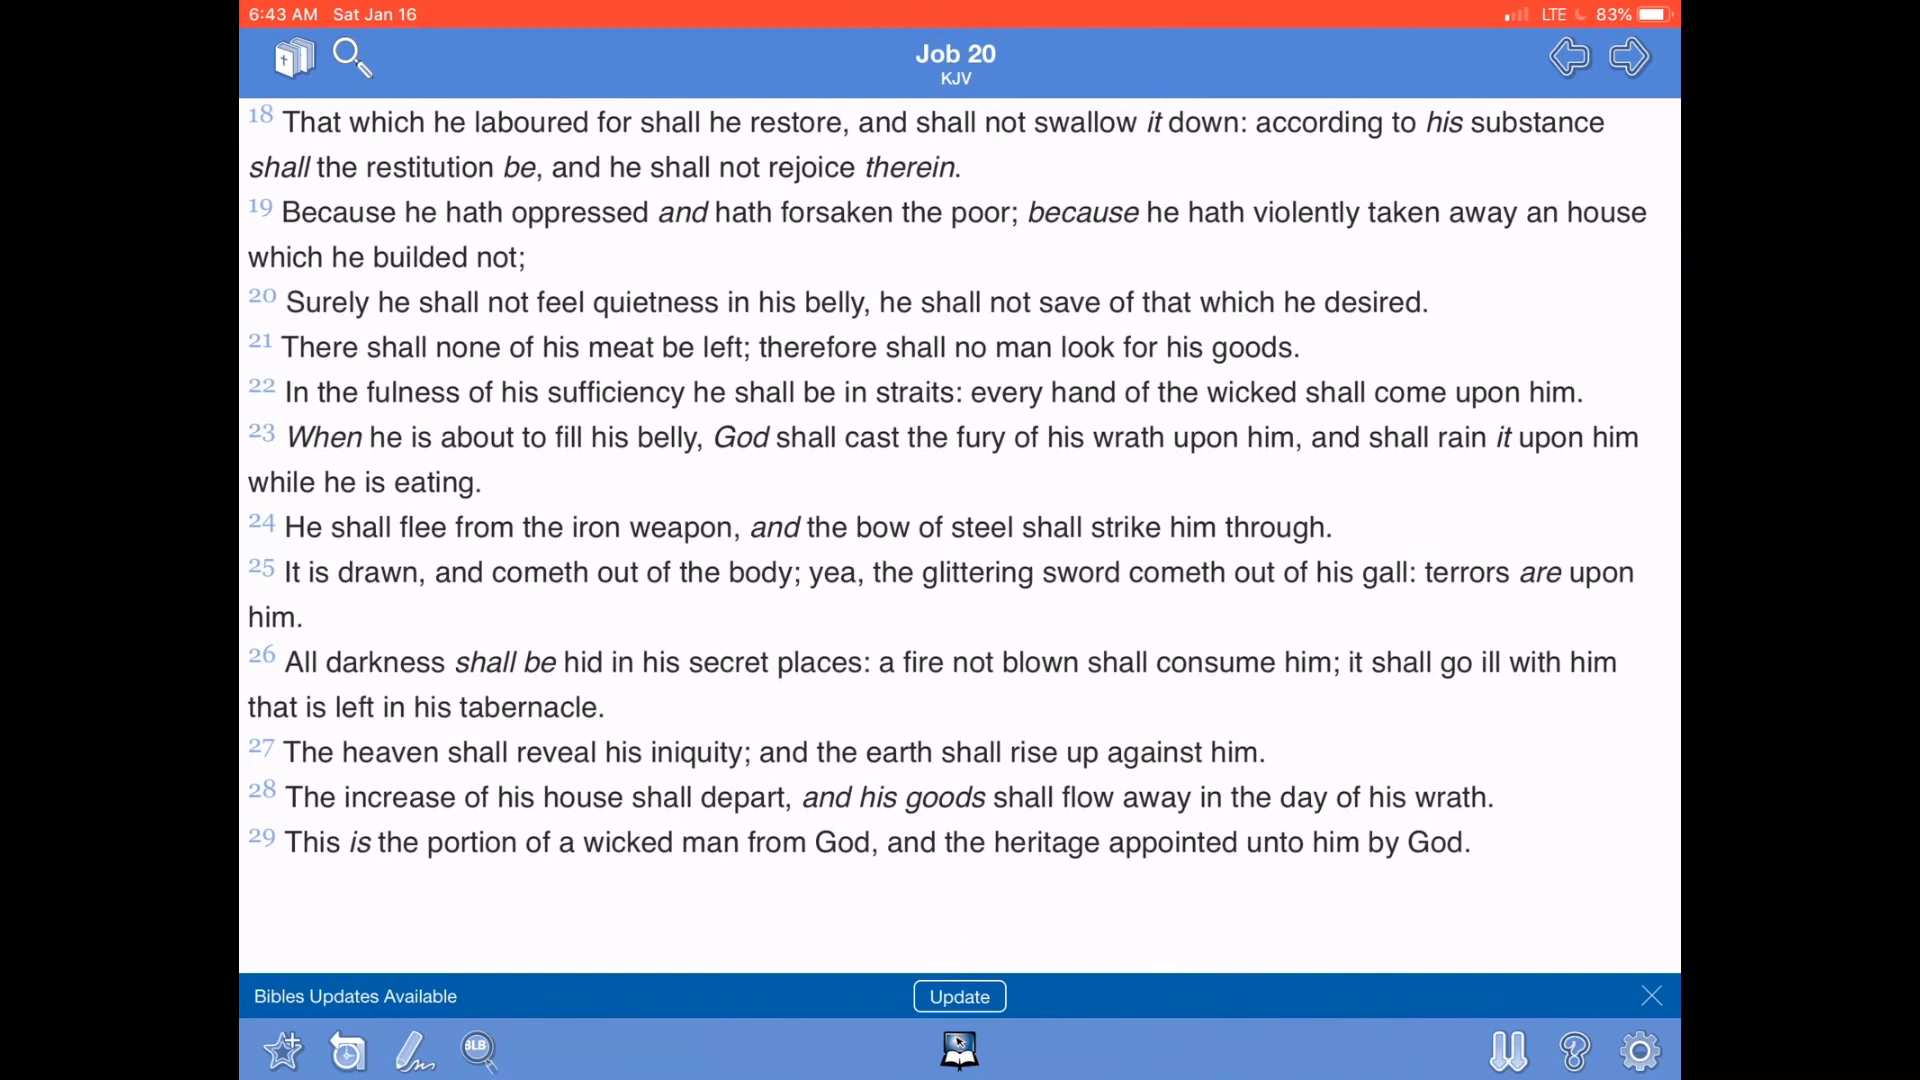 6:43 AM Sat Jan 16 LTE 83%
Job 20
KJV
18 That which he laboured for shall he restore, and shall not swallow it down: according to his substance
shall the restitution be, and he shall not rejoice therein.
19 Because he hath oppressed and hath forsaken the poor; because he hath violently taken away an house
which he builded not;
20 Surely he shall not feel quietness in his belly, he shall not save of that which he desired.
21 There shall none of his meat be left; therefore shall no man look for his goods.
22 In the fulness of his sufficiency he shall be in straits: every hand of the wicked shall come upon him.
23 When he is about to fill his belly, God shall cast the fury of his wrath upon him, and shall rain it upon him
while he is eating.
24 He shall flee from the iron weapon, and the bow of steel shall strike him through.
25 It is drawn, and cometh out of the body; yea, the glittering sword cometh out of his gall: terrors are upon
him.
26 All darkness shall be hid in his secret places: a fire not blown shall consume him; it shall go ill with him
that is left in his tabernacle.
27 The heaven shall reveal his iniquity; and the earth shall rise up against him.
28 The increase of his house shall depart, and his goods shall flow away in the day of his wrath.
29 This is the portion of a wicked man from God, and the heritage appointed unto him by God.
Bibles Updates Available Update
BLB